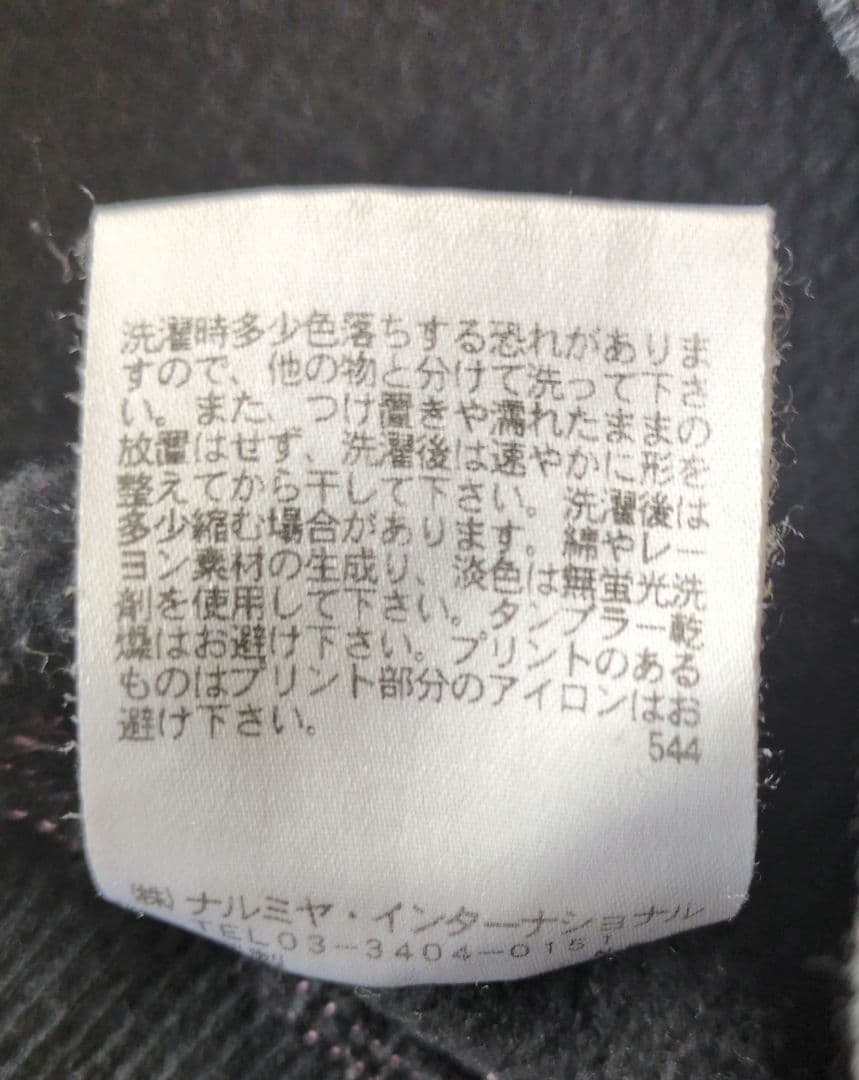 洗濯時多少色落ちする恐れがありま
すので、他の物と分けて洗って下さ
い。また、つけ置きや濡れたままの
放置はせず、洗濯後は速やかに形を
整えてから干して下さい。洗濯後は
多少縮む場合があります。綿やレー
ヨン素材の生成り、淡色は無蛍光洗
剤を使用して下さい。タンブラー乾
燥はお避け下さい。プリントのある
ものはプリント部分のアイロンはお
避け下さい。
544
(株)ナルミヤ・インターナショナル
TEL03-3404-0151